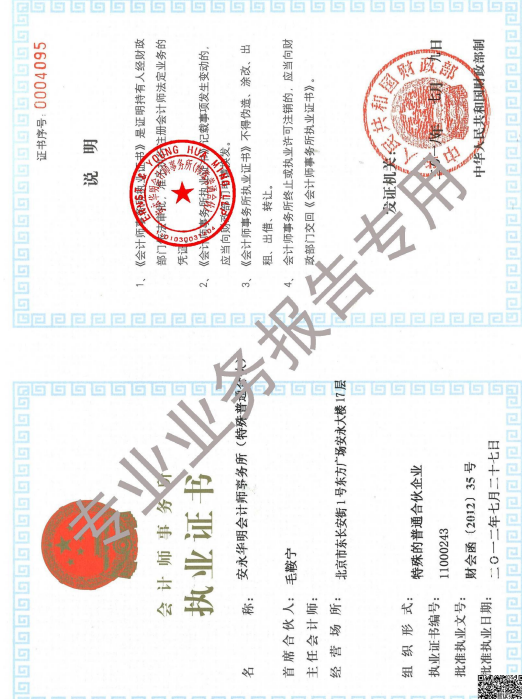 证书序号：0004095
说 明
1、《会计师事务所执业证书》是证明持有人经财政
部门依法审批，准予执行注册会计师法定业务的
凭证。
2、《会计师事务所执业证书》记载事项发生变动的，
应当向财政部门申请换发。
3、《会计师事务所执业证书》不得伪造、涂改、出
租、出借、转让。
4、会计师事务所终止或执业许可注销的，应当向财
政部门交回《会计师事务所执业证书》。
发证机关
中华人民共和国财政部
中华人民共和国财政部制
会计师事务所
执业证书
名 称：安永华明会计师事务所（特殊普通合伙）
首席合伙人：毛鞍宁
主任会计师：
经营场所：北京市东长安街1号东方广场安永大楼17层
组织形式：特殊的普通合伙企业
执业证书编号：11000243
批准执业文号：财会函〔2012〕35号
批准执业日期：二〇一二年七月二十七日
专业业务报告专用